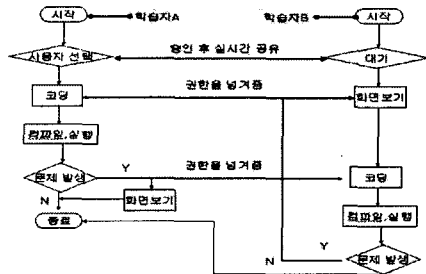 시작
학습자A
학습자B
시작
승인 후 실시간 공유
사용자 선택
대기
코딩
권한을 넘겨줌
화면보기
컴파일,실행
문제 발생
Y
권한을 넘겨줌
코딩
N
화면보기
종료
컴파일,실행
Y
N
문제 발생